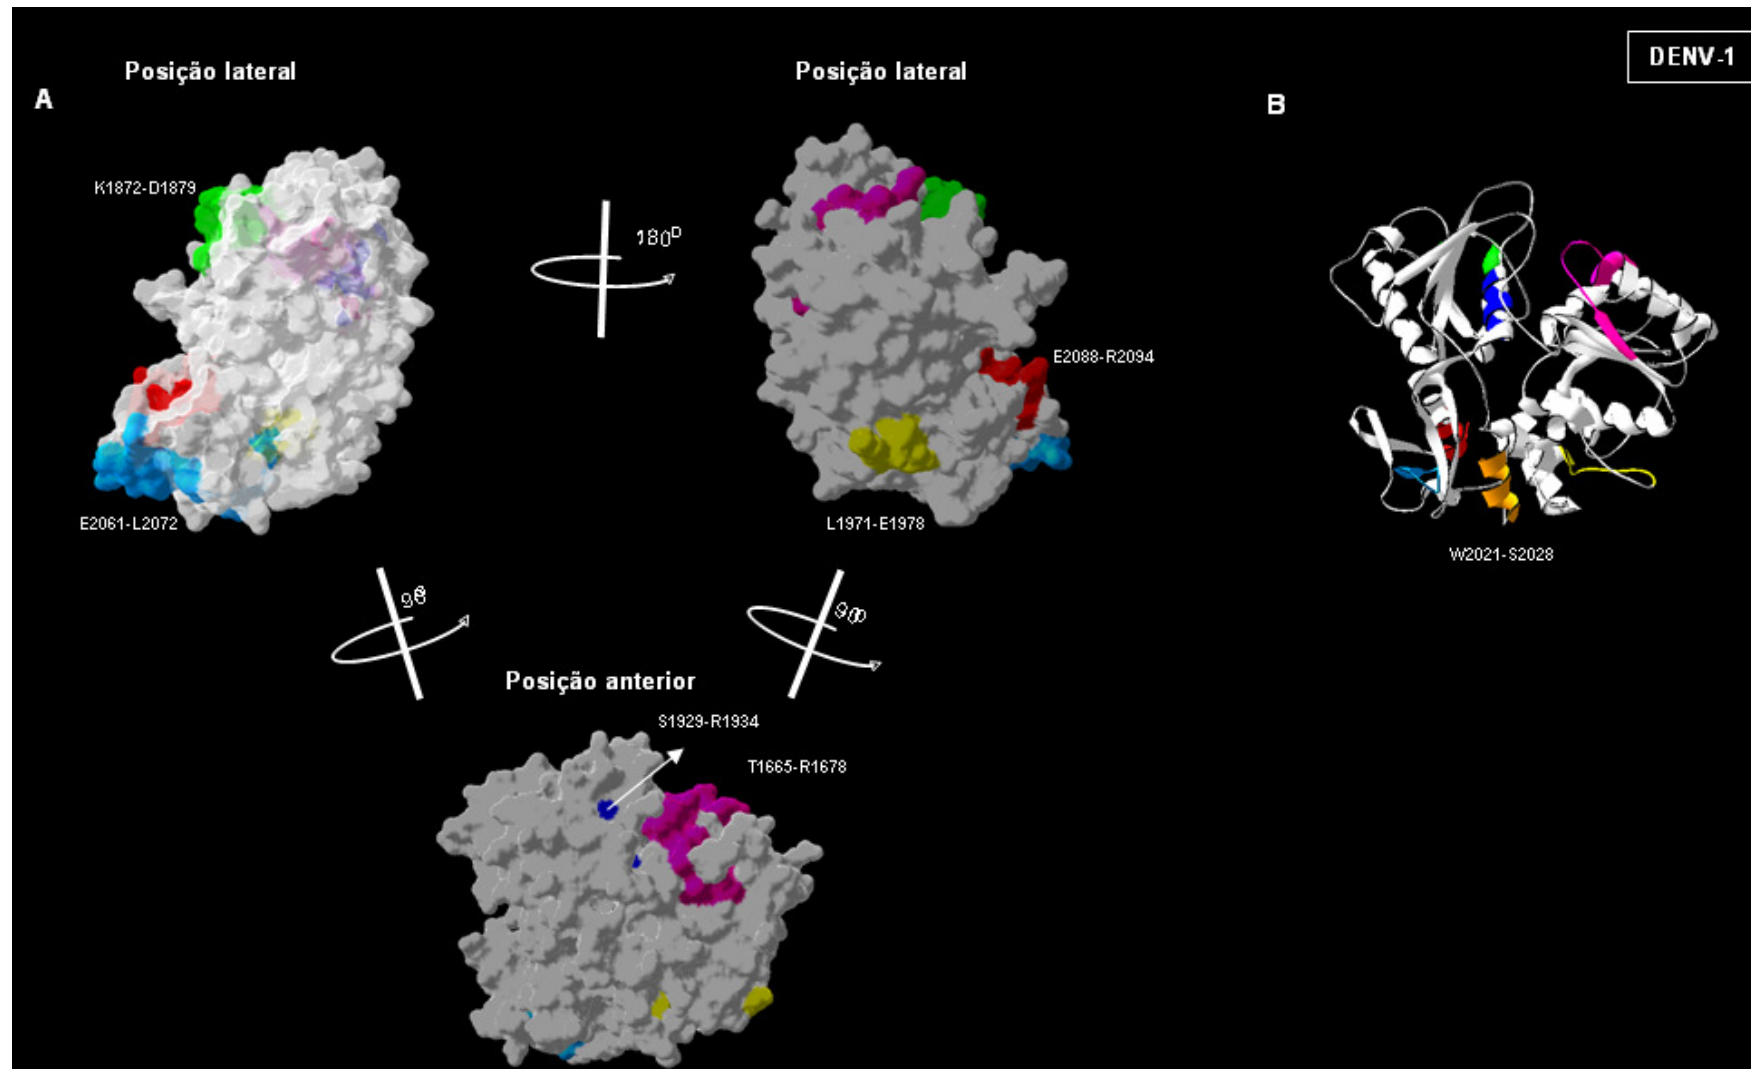 DENV-1
Posição lateral
Posição lateral
A
B
K1872-D1879
180º
E2088-R2094
E2061-L2072
L1971-E1978
W2021-S2028
Posição anterior
S1929-R1934
T1665-R1678